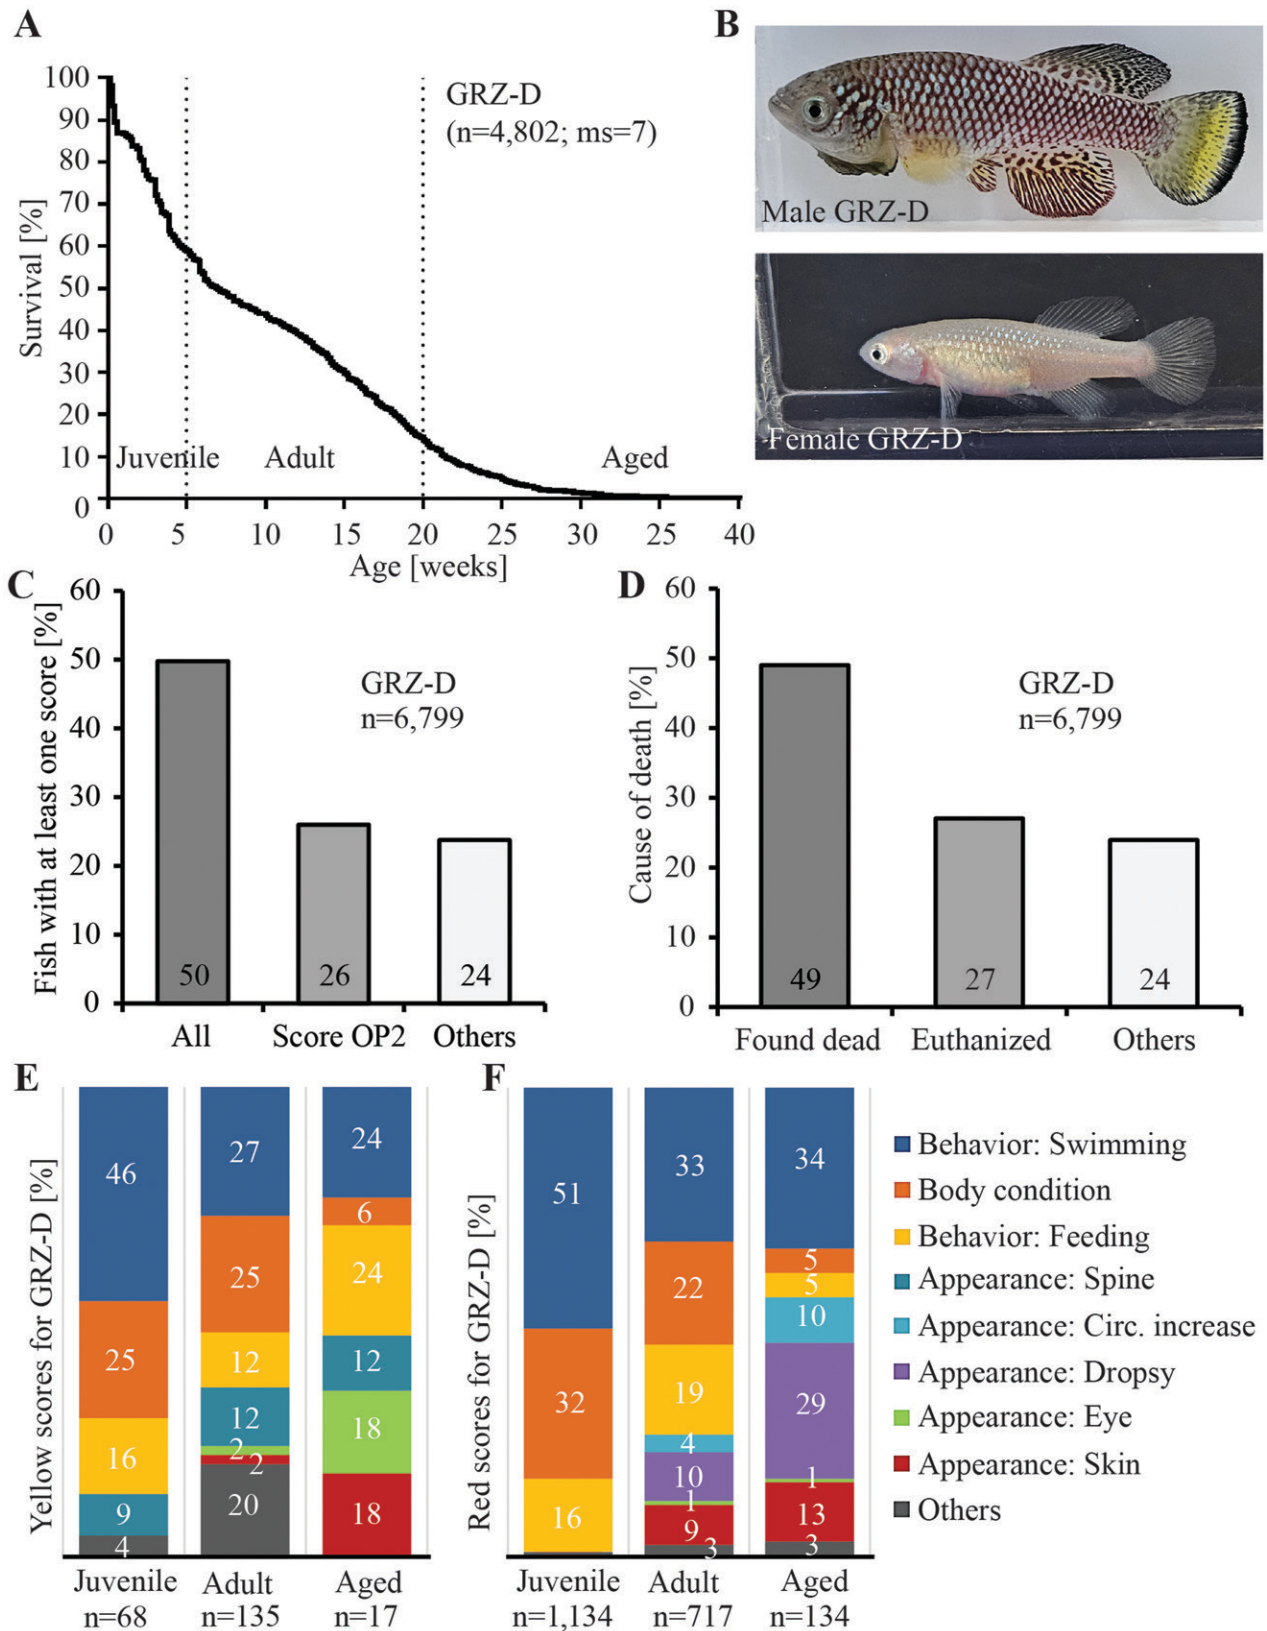 A
100
90
80
70
60
50
40
30
20
10
0
Survival [%]
GRZ-D
(n=4,802; ms=7)
Juvenile
Adult
Aged
0 5 10 15 20 25 30 25 40
Age [weeks]
B
Male GRZ-D
Female GRZ-D
C
60
50
40
30
20
10
0
Fish with at least one score [%]
GRZ-D
n=6,799
50 26 24
All Score OP2 Others
D
60
50
40
30
20
10
0
Cause of death [%]
GRZ-D
n=6,799
49 27 24
Found dead Euthanized Others
E
Yellow scores for GRZ-D [%]
46
25
16
9
4
27
25
12
12
2
2
20
24
6
24
12
18
18
Juvenile Adult Aged
n=68 n=135 n=17
F
Red scores for GRZ-D [%]
51
32
16
33
22
19
4
10
1
9
3
34
5
5
10
29
1
13
3
Juvenile Adult Aged
n=1,134 n=717 n=134
Behavior: Swimming
Body condition
Behavior: Feeding
Appearance: Spine
Appearance: Circ. increase
Appearance: Dropsy
Appearance: Eye
Appearance: Skin
Others